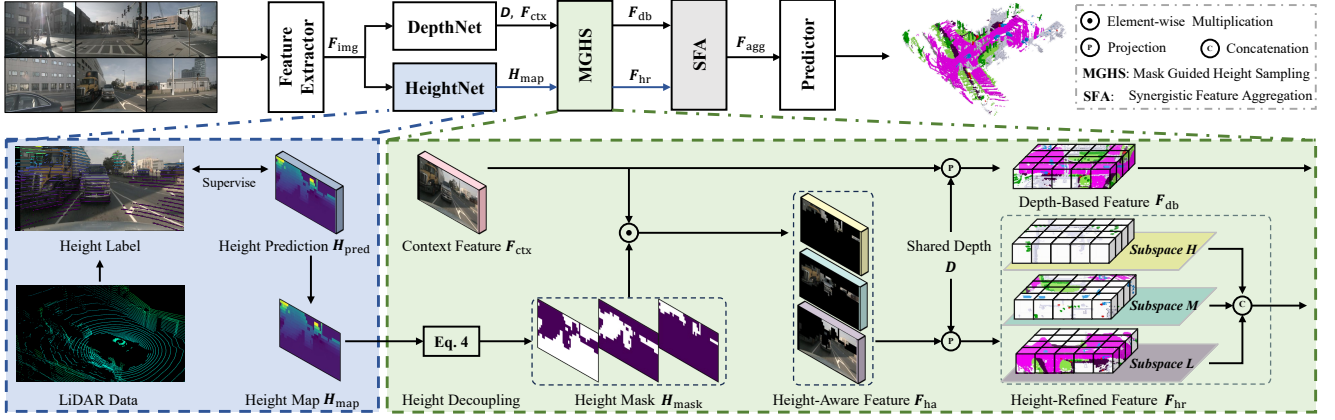 Feature Extractor
F_img
DepthNet
HeightNet
D, F_ctx
H_map
MGHS
F_db
F_hr
SFA
F_agg
Predictor
Element-wise Multiplication
P Projection
C Concatenation
MGHS: Mask Guided Height Sampling
SFA: Synergistic Feature Aggregation
Supervise
Height Label
Height Prediction H_pred
LiDAR Data
Height Map H_map
Context Feature F_ctx
Eq. 4
Height Decoupling
Height Mask H_mask
Height-Aware Feature F_ha
P
Shared Depth
D
P
Depth-Based Feature F_db
Subspace H
Subspace M
Subspace L
C
Height-Refined Feature F_hr